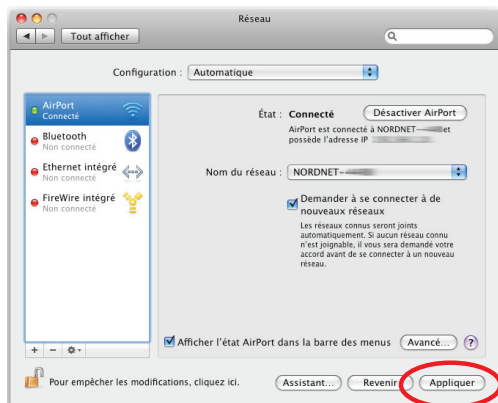 Réseau
Tout afficher
Configuration : Automatique
AirPort
Connecté
Bluetooth
Non connecté
Ethernet intégré
Non connecté
FireWire intégré
Non connecté
État : Connecté
Désactiver AirPort
AirPort est connecté à NORDNET- et
possède l'adresse IP
Nom du réseau : NORDNET-
Demander à se connecter à de
nouveaux réseaux
Les réseaux connus seront joints
automatiquement. Si aucun réseau connu
n'est joignable, il vous sera demandé votre
accord avant de se connecter à un nouveau
réseau.
Afficher l'état AirPort dans la barre des menus
Avancé... ?
Pour empêcher les modifications, cliquez ici.
Assistant... Revenir Appliquer